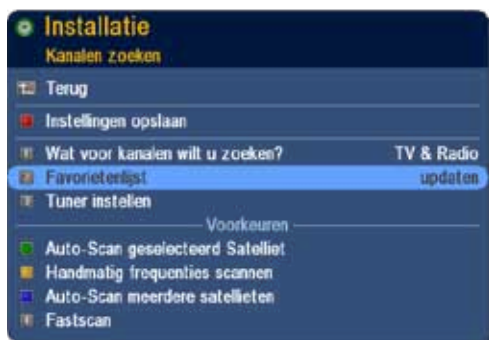 Installatie
Kanalen zoeken
Terug
Instellingen opslaan
Wat voor kanalen wilt u zoeken? TV & Radio
Favorietenlijst updaten
Tuner instellen
Voorkeuren
Auto-Scan geselecteerd Satelliet
Handmatig frequenties scannen
Auto-Scan meerdere satellieten
Fastscan